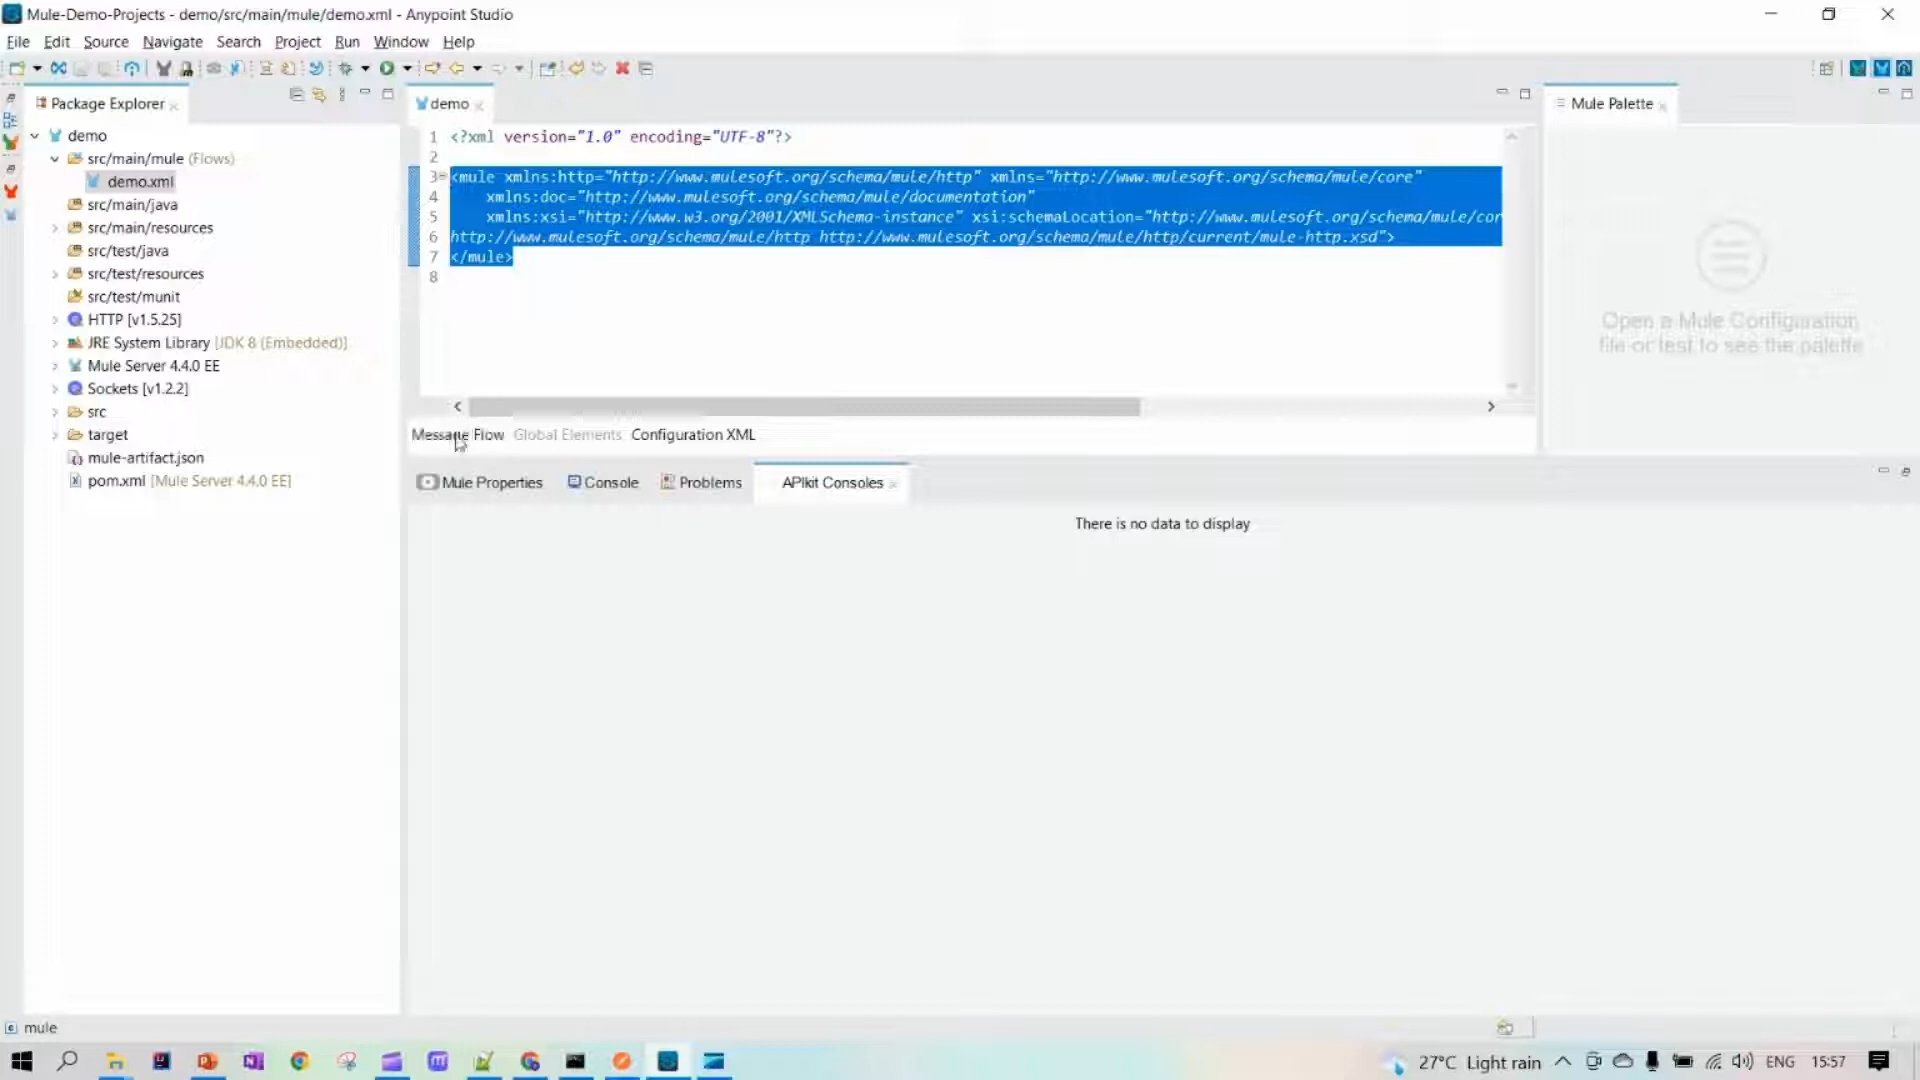 Mule-Demo-Projects - demo/src/main/mule/demo.xml - Anypoint Studio
File Edit Source Navigate Search Project Run Window Help
Package Explorer
demo
src/main/mule (Flows)
demo.xml
src/main/java
src/main/resources
src/test/java
src/test/resources
src/test/munit
HTTP [v1.5.25]
JRE System Library [JDK 8 (Embedded)]
Mule Server 4.4.0 EE
Sockets [v1.2.2]
src
target
mule-artifact.json
pom.xml [Mule Server 4.4.0 EE]
demo
1 <?xml version="1.0" encoding="UTF-8"?>
2
3 <mule xmlns:http="http://www.mulesoft.org/schema/mule/http" xmlns="http://www.mulesoft.org/schema/mule/core"
4 xmlns:doc="http://www.mulesoft.org/schema/mule/documentation"
5 xmlns:xsi="http://www.w3.org/2001/XMLSchema-instance" xsi:schemaLocation="http://www.mulesoft.org/schema/mule/cor
6 http://www.mulesoft.org/schema/mule/http http://www.mulesoft.org/schema/mule/http/current/mule-http.xsd">
7 </mule>
8
Message Flow Global Elements Configuration XML
Mule Palette
Open a Mule Configuration
file or test to see the palette
Mule Properties Console Problems APIkit Consoles
There is no data to display
mule
27°C Light rain ENG 15:57